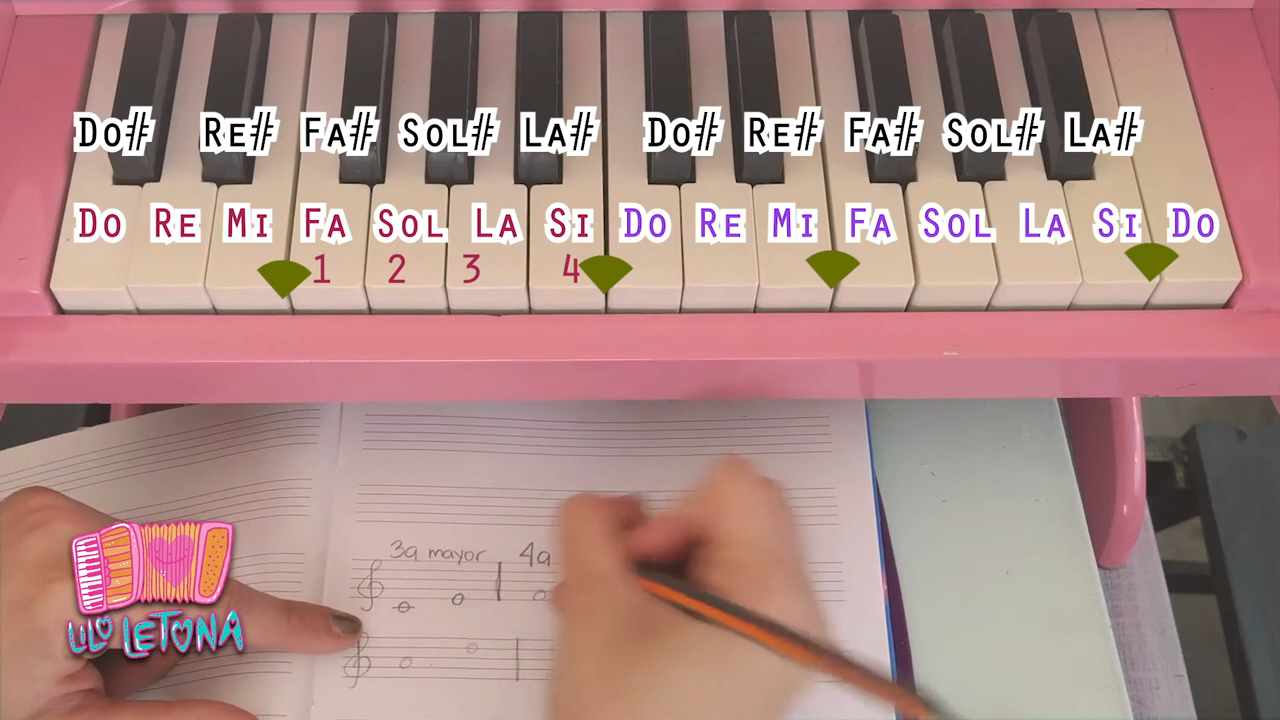 Do# Re# Fa# Sol# La# Do# Re# Fa# Sol# La#
Do Re Mi Fa Sol La Si Do Re Mi Fa Sol La Si Do
1 2 3 4
3a mayor 4a
LILO LETONA